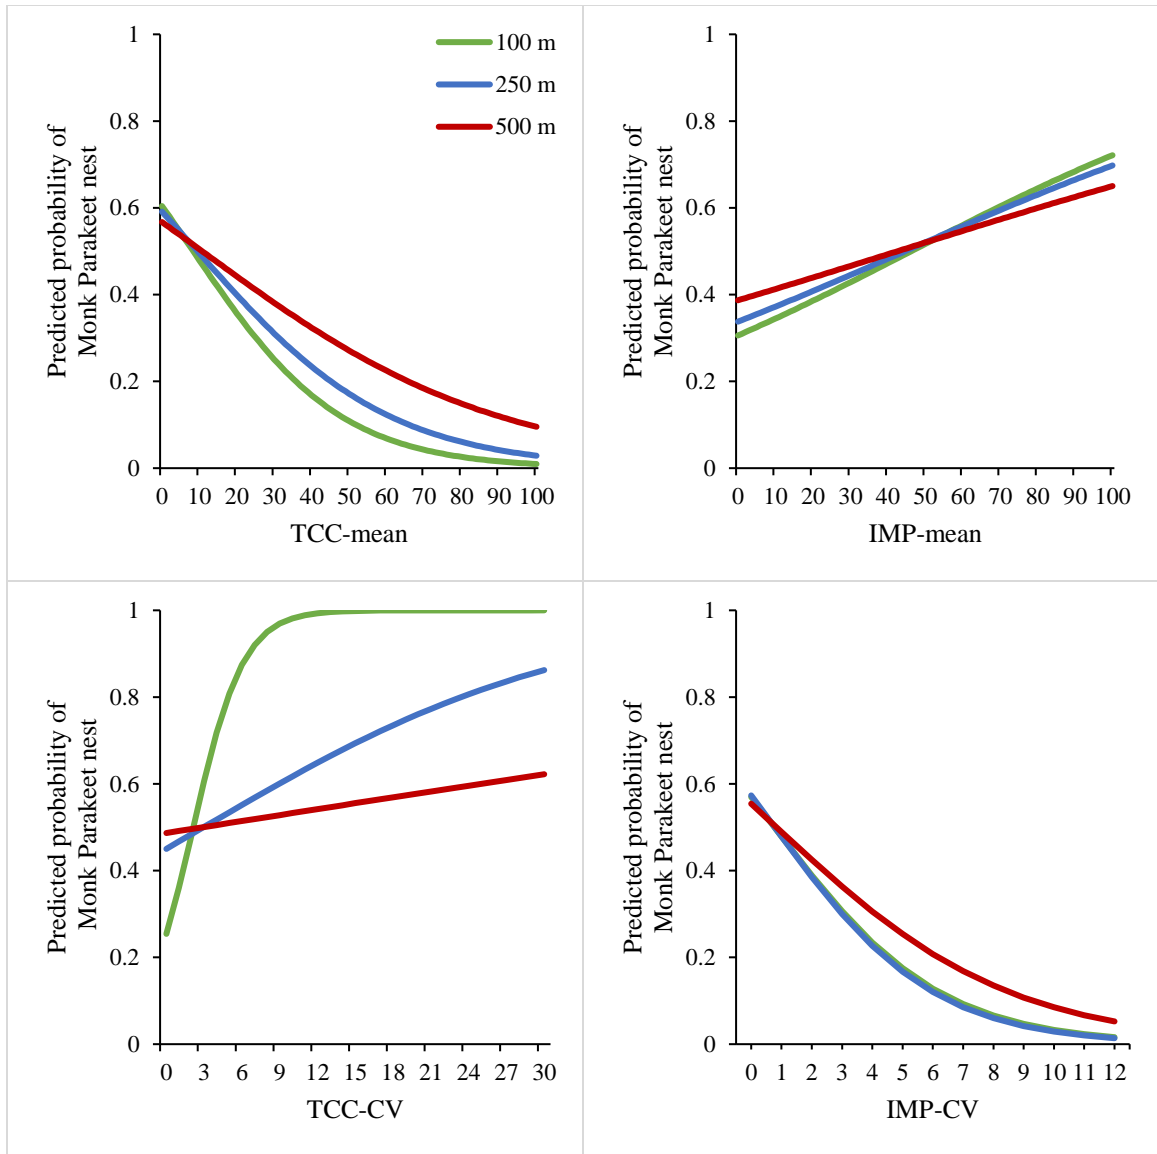 Predicted probability of
Monk Parakeet nest
1
0.8
0.6
0.4
0.2
0
100 m
250 m
500 m
0 10 20 30 40 50 60 70 80 90 100
TCC-mean
Predicted probability of
Monk Parakeet nest
1
0.8
0.6
0.4
0.2
0
0 10 20 30 40 50 60 70 80 90 100
IMP-mean
Predicted probability of
Monk Parakeet nest
1
0.8
0.6
0.4
0.2
0
0 3 6 9 12 15 18 21 24 27 30
TCC-CV
Predicted probability of
Monk Parakeet nest
1
0.8
0.6
0.4
0.2
0
0 1 2 3 4 5 6 7 8 9 10 11 12
IMP-CV